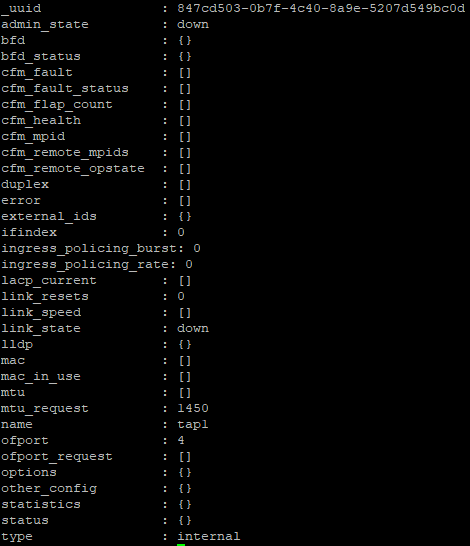 _uuid               : 847cd503-0b7f-4c40-8a9e-5207d549bc0d
admin_state         : down
bfd                 : {}
bfd_status          : {}
cfm_fault           : []
cfm_fault_status    : []
cfm_flap_count      : []
cfm_health          : []
cfm_mpid            : []
cfm_remote_mpids    : []
cfm_remote_opstate  : []
duplex              : []
error               : []
external_ids        : {}
ifindex             : 0
ingress_policing_burst: 0
ingress_policing_rate: 0
lacp_current        : []
link_resets         : 0
link_speed          : []
link_state          : down
lldp                : {}
mac                 : []
mac_in_use          : []
mtu                 : []
mtu_request         : 1450
name                : tap1
ofport              : 4
ofport_request      : []
options             : {}
other_config        : {}
statistics          : {}
status              : {}
type                : internal